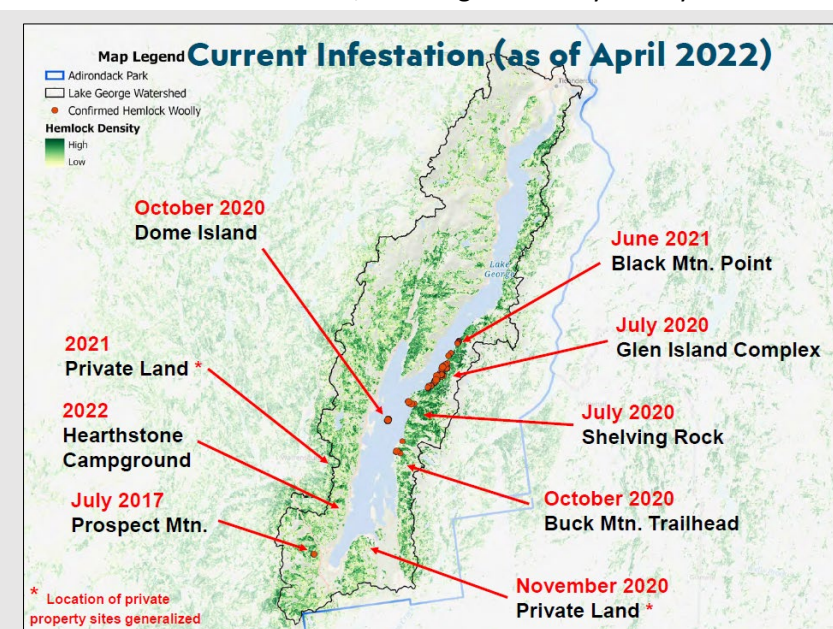 Current Infestation (as of April 2022)
Map Legend
Adirondack Park
Lake George Watershed
Confirmed Hemlock Woolly
Hemlock Density
High
Low
October 2020
Dome Island
2021
Private Land *
2022
Hearthstone
Campground
July 2017
Prospect Mtn.
* Location of private
property sites generalized
Lake
George
June 2021
Black Mtn. Point
July 2020
Glen Island Complex
July 2020
Shelving Rock
October 2020
Buck Mtn. Trailhead
November 2020
Private Land *